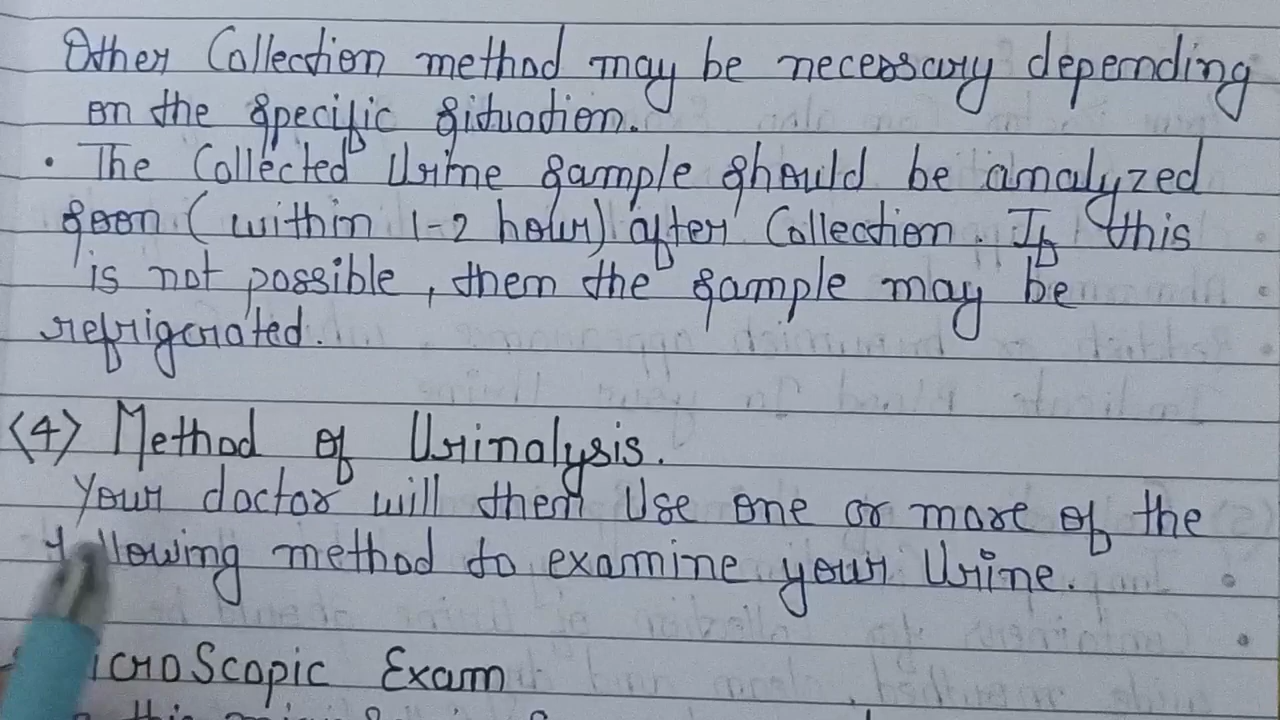 Other Collection method may be necessary depending
on the specific situation.
• The Collected Urine sample should be analyzed
soon (within 1-2 hour) after Collection. If this
is not possible, then the sample may be
refrigerated.
(4) Method of Urinalysis.
Your doctor will then Use one or more of the
following method to examine your Urine.
MicroScopic Exam